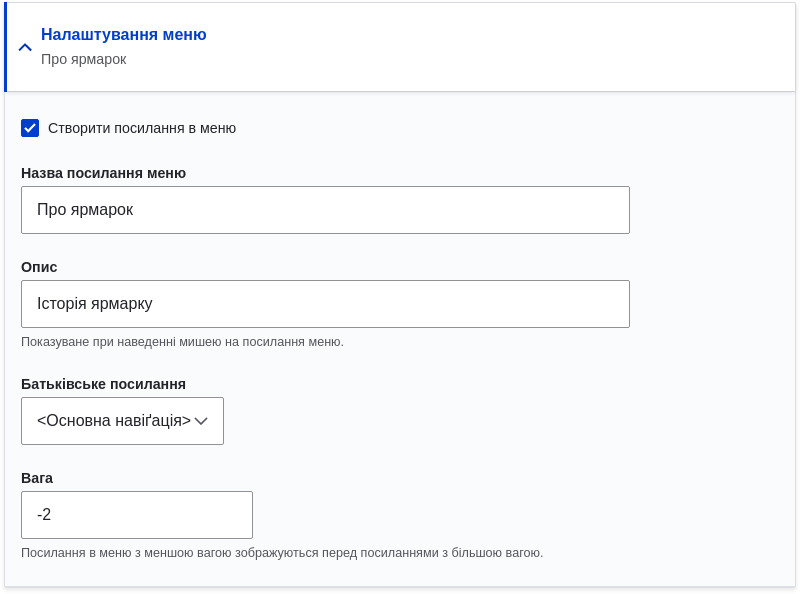 Налаштування меню
Про ярмарок
Створити посилання в меню
Назва посилання меню
Про ярмарок
Опис
Історія ярмарку
Показуване при наведенні мишею на посилання меню.
Батьківське посилання
<Основна навіґація>
Вага
-2
Посилання в меню з меншою вагою зображуються перед посиланнями з більшою вагою.